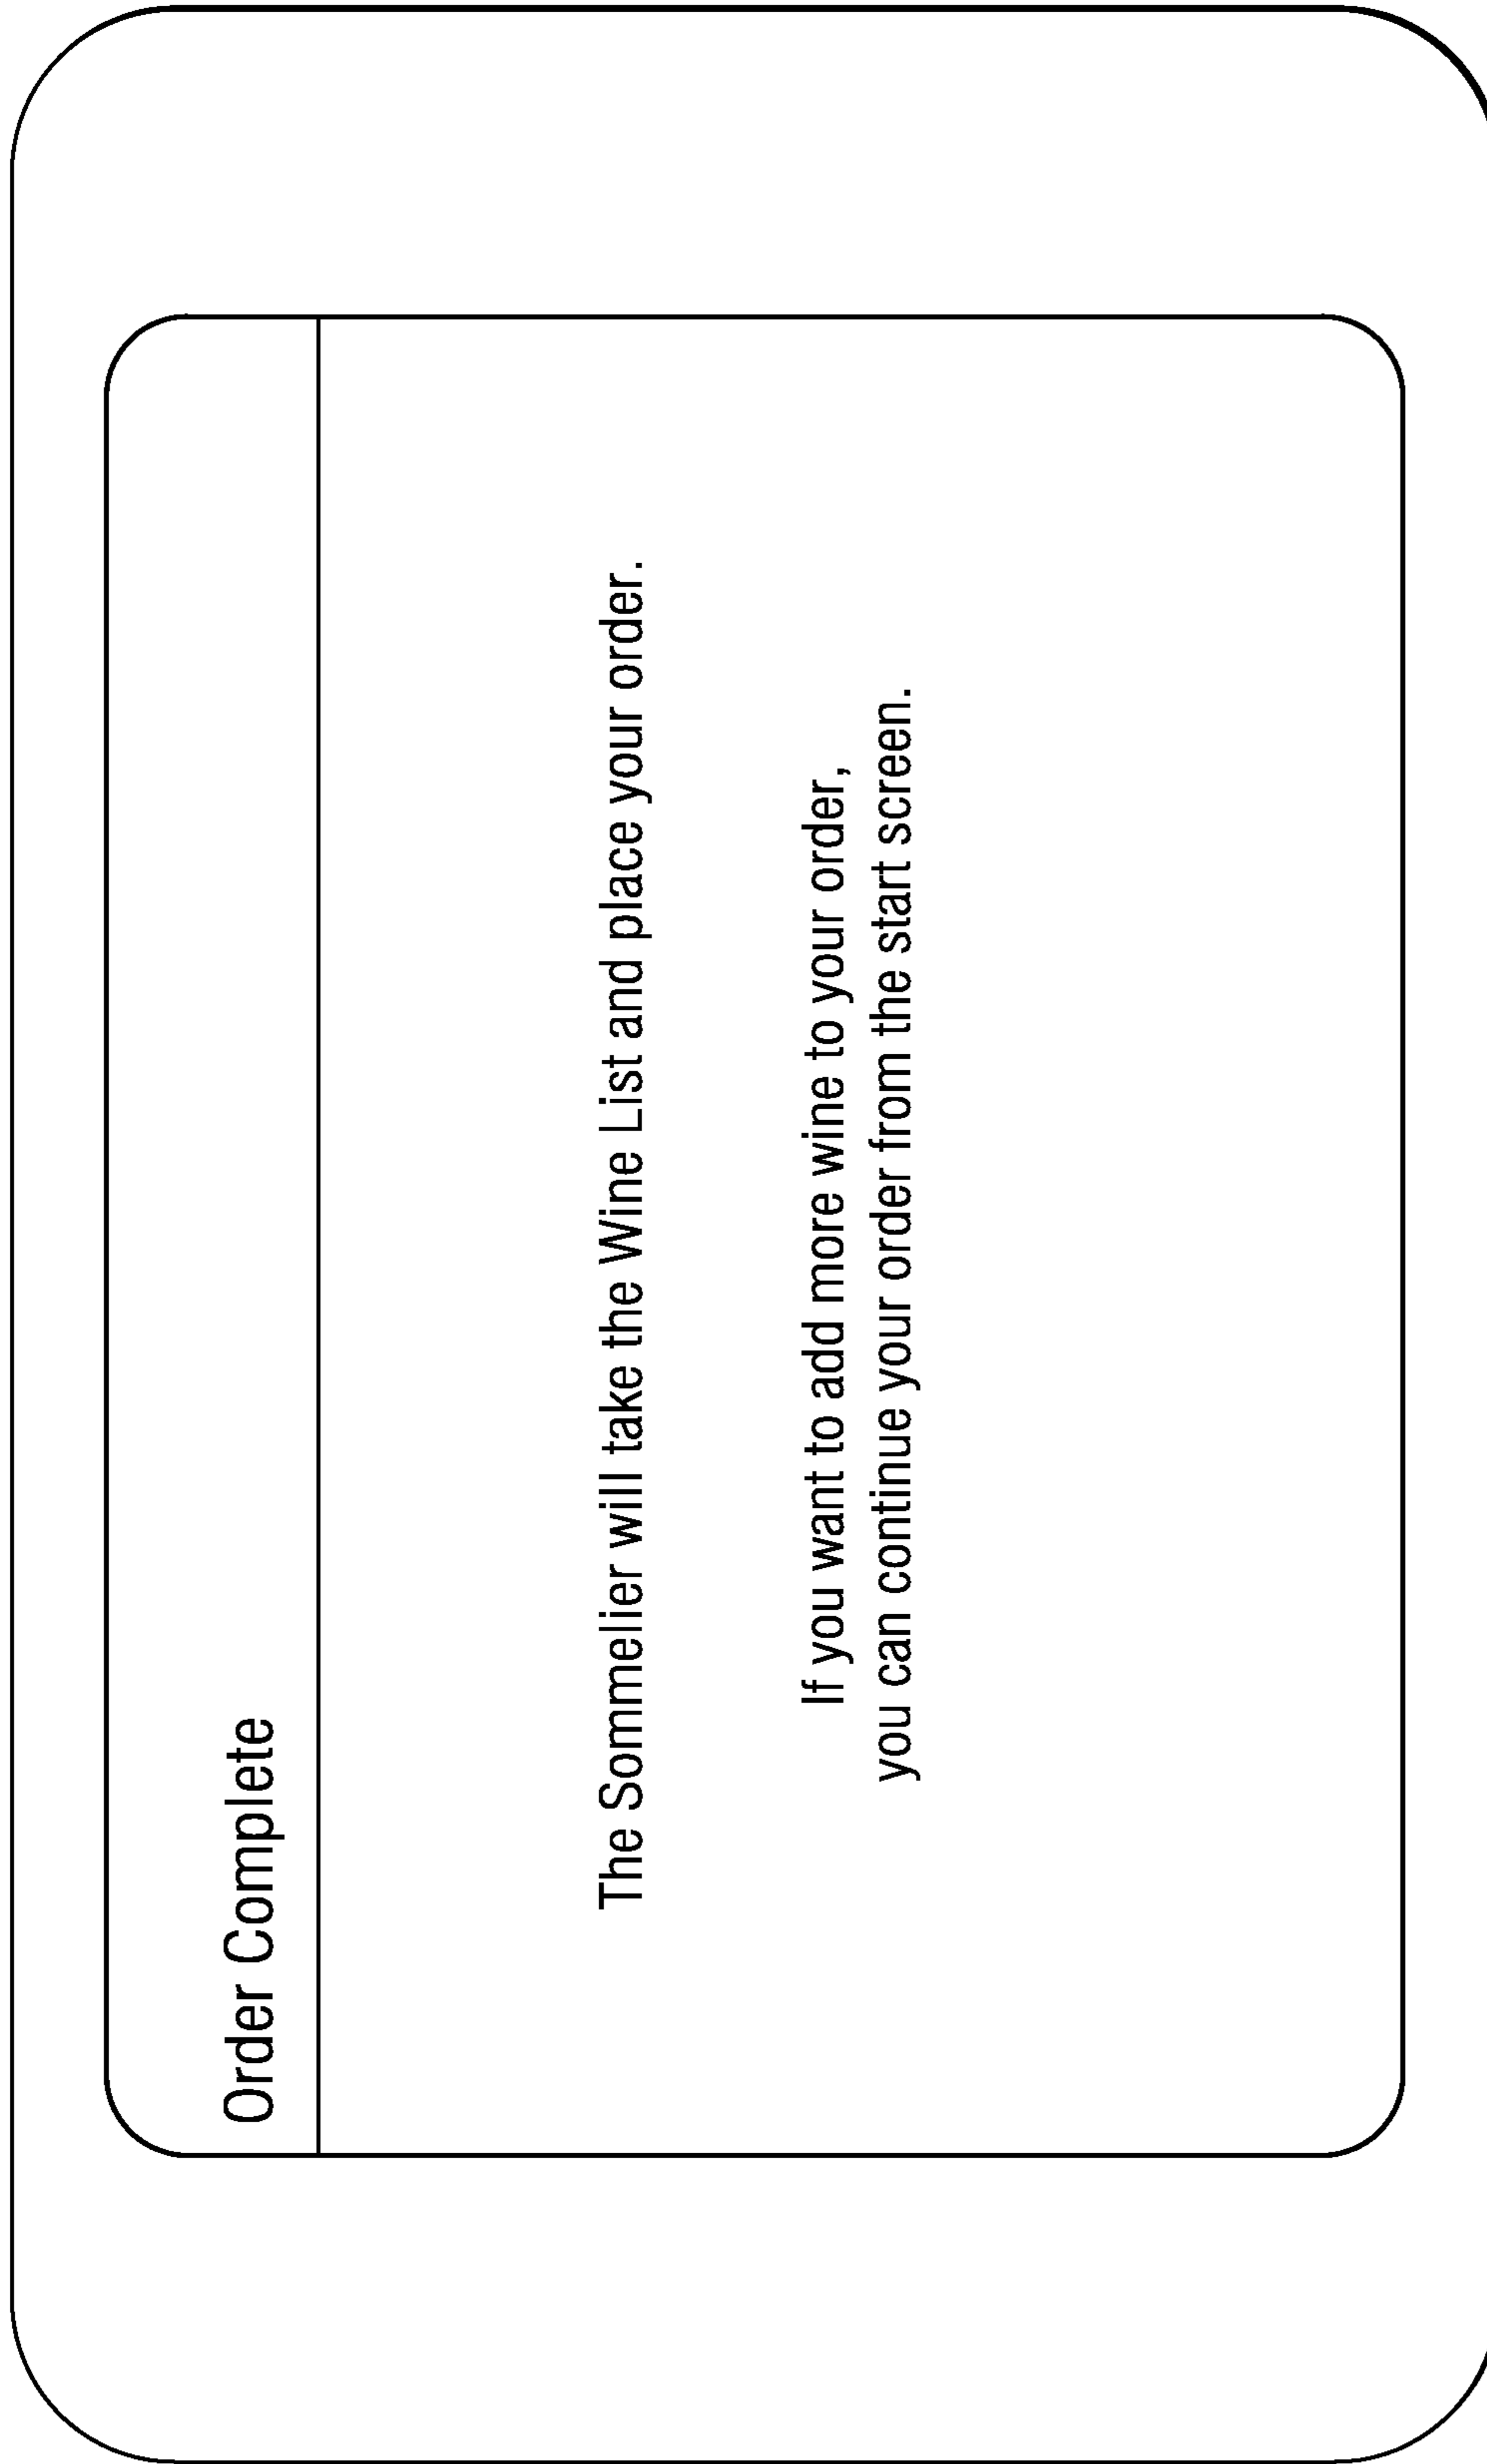 Order Complete
The Sommelier will take the Wine List and place your order.
If you want to add more wine to your order,
you can continue your order from the start screen.